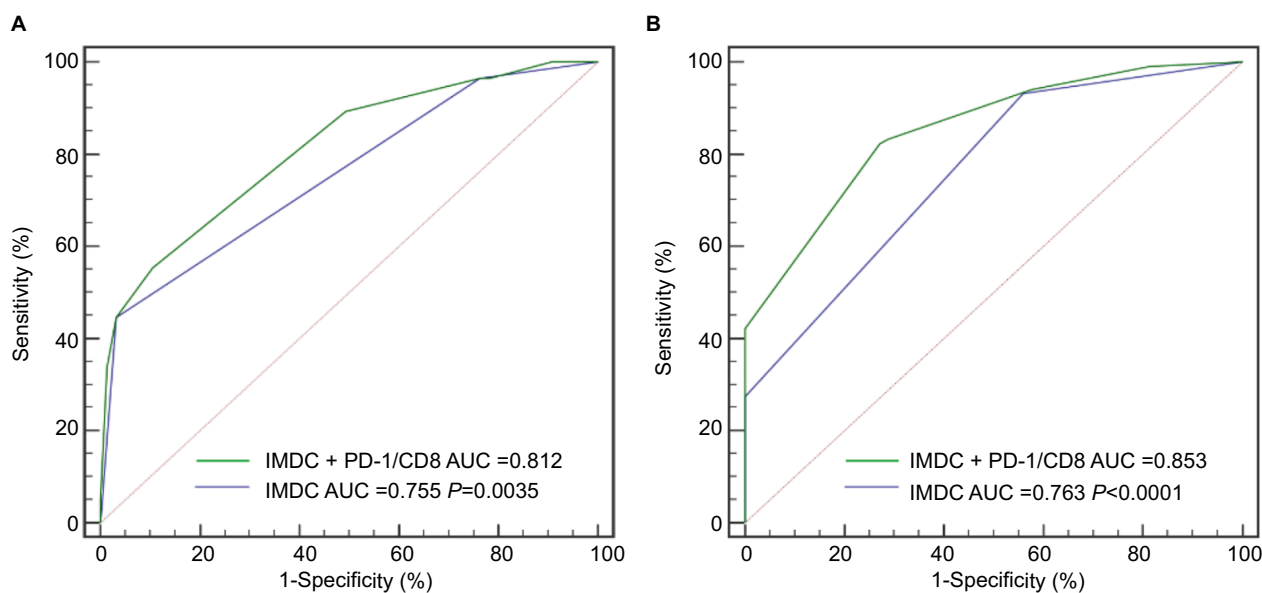 A
B
100
80
60
40
20
0
Sensitivity (%)
IMDC + PD-1/CD8 AUC =0.812
IMDC AUC =0.755 P=0.0035
0 20 40 60 80 100
1-Specificity (%)
100
80
60
40
20
0
Sensitivity (%)
IMDC + PD-1/CD8 AUC =0.853
IMDC AUC =0.763 P<0.0001
0 20 40 60 80 100
1-Specificity (%)